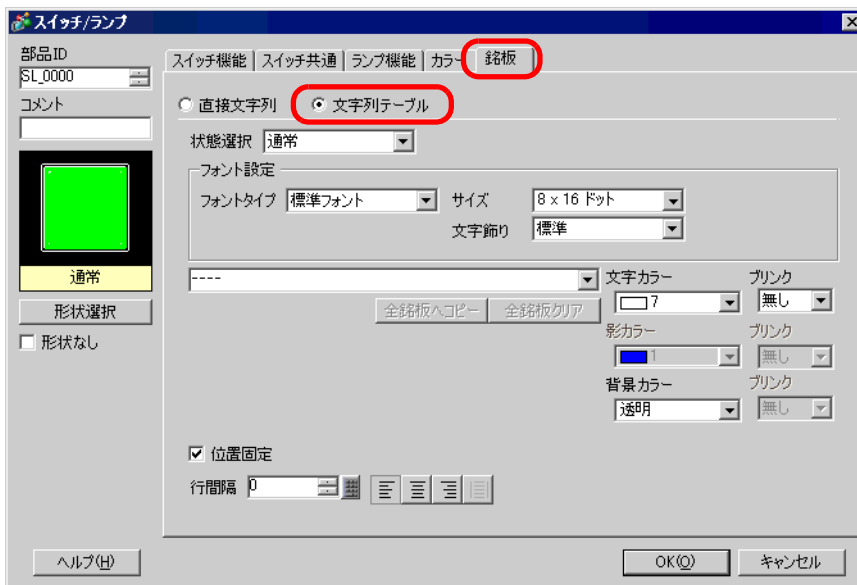 スイッチ/ランプ
部品ID
SL_0000
コメント
通常
形状選択
形状なし
スイッチ機能 スイッチ共通 ランプ機能 カラー 銘板
直接文字列 文字列テーブル
状態選択 通常
フォント設定
フォントタイプ 標準フォント サイズ 8 x 16 ドット
文字飾り 標準
----
全銘板へコピー 全銘板クリア
文字カラー ブリンク
7 無し
影カラー ブリンク
1 無し
背景カラー ブリンク
透明 無し
位置固定
行間隔 0
ヘルプ(H) OK(O) キャンセル